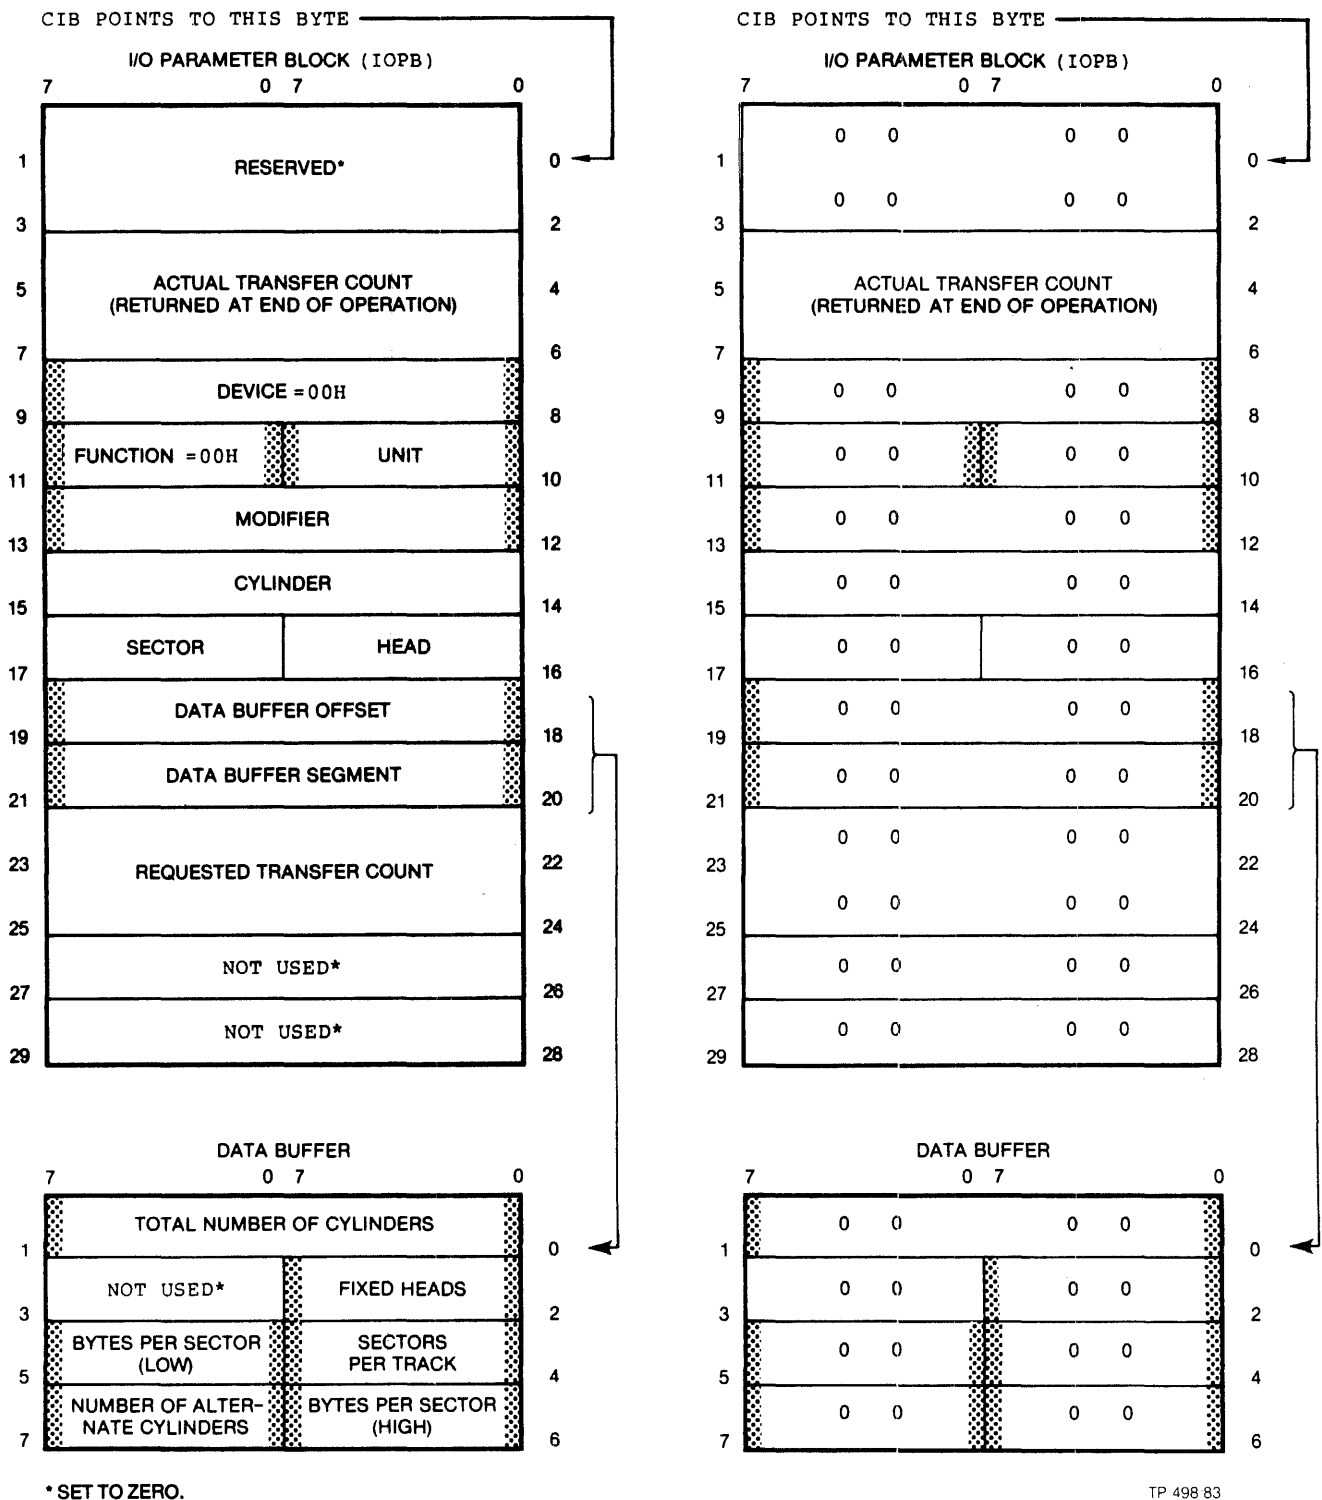 CIB POINTS TO THIS BYTE
I/O PARAMETER BLOCK (IOPB)
7 0 7 0
RESERVED*
1 0
3 2
ACTUAL TRANSFER COUNT
5 4
(RETURNED AT END OF OPERATION)
7 6
DEVICE =00H
9 8
FUNCTION =00H UNIT
11 10
MODIFIER
13 12
CYLINDER
15 14
SECTOR HEAD
17 16
DATA BUFFER OFFSET
19 18
DATA BUFFER SEGMENT
21 20
23 REQUESTED TRANSFER COUNT 22
25 24
NOT USED*
27 26
NOT USED*
29 28
DATA BUFFER
7 0 7 0
TOTAL NUMBER OF CYLINDERS
1 0
NOT USED* FIXED HEADS
3 2
BYTES PER SECTOR (LOW) SECTORS PER TRACK
5 4
NUMBER OF ALTER-NATE CYLINDERS BYTES PER SECTOR (HIGH)
7 6
* SET TO ZERO.
CIB POINTS TO THIS BYTE
I/O PARAMETER BLOCK (IOPB)
7 0 7 0
0 0 0 0
1 0
0 0 0 0
3 2
ACTUAL TRANSFER COUNT
5 4
(RETURNED AT END OF OPERATION)
7 6
0 0 0 0
9 8
0 0 0 0
11 10
0 0 0 0
13 12
0 0 0 0
15 14
0 0 0 0
17 16
0 0 0 0
19 18
0 0 0 0
21 20
0 0 0 0
23 22
0 0 0 0
25 24
0 0 0 0
27 26
0 0 0 0
29 28
DATA BUFFER
7 0 7 0
0 0 0 0
1 0
0 0 0 0
3 2
0 0 0 0
5 4
0 0 0 0
7 6
TP 498 83